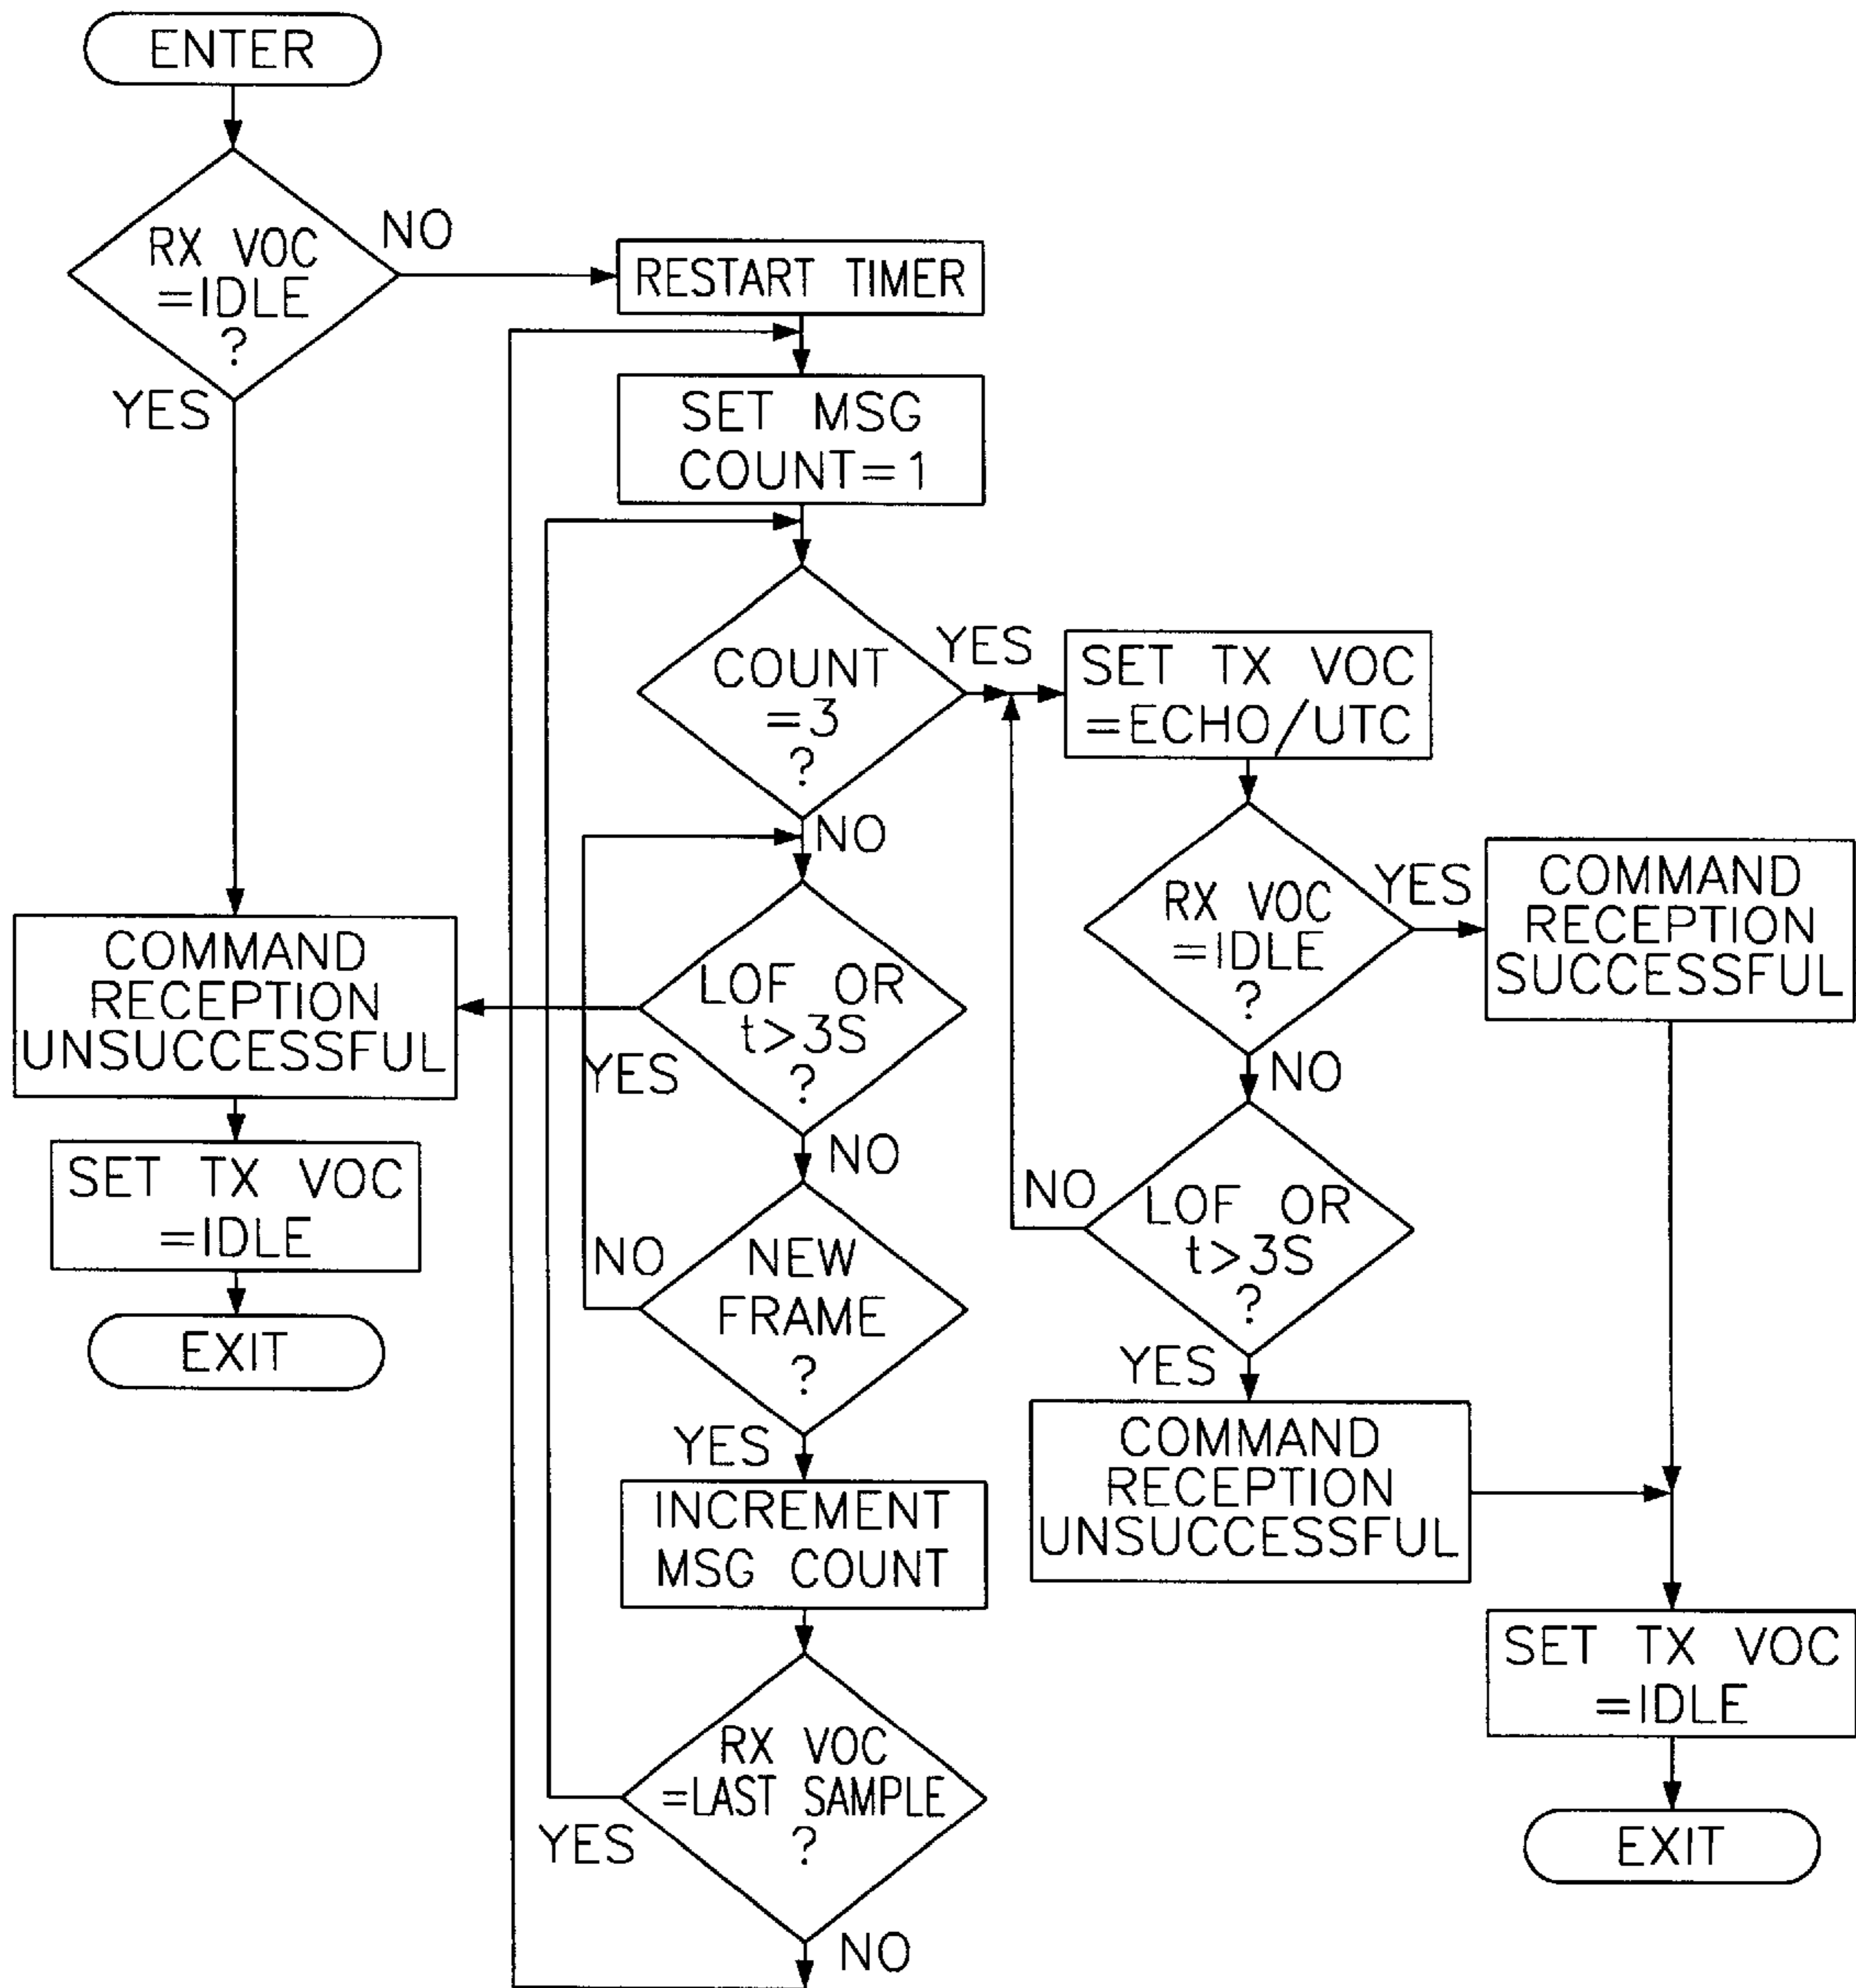 ENTER
RX VOC
=IDLE
?
NO
YES
RESTART TIMER
SET MSG
COUNT=1
COUNT
=3
?
YES
NO
SET TX VOC
=ECHO/UTC
RX VOC
=IDLE
?
YES
NO
COMMAND
RECEPTION
SUCCESSFUL
COMMAND
RECEPTION
UNSUCCESSFUL
LOF OR
t>3S
?
YES
NO
SET TX VOC
=IDLE
EXIT
NEW
FRAME
?
NO
YES
LOF OR
t>3S
?
NO
YES
COMMAND
RECEPTION
UNSUCCESSFUL
INCREMENT
MSG COUNT
RX VOC
=LAST SAMPLE
?
YES
NO
SET TX VOC
=IDLE
EXIT